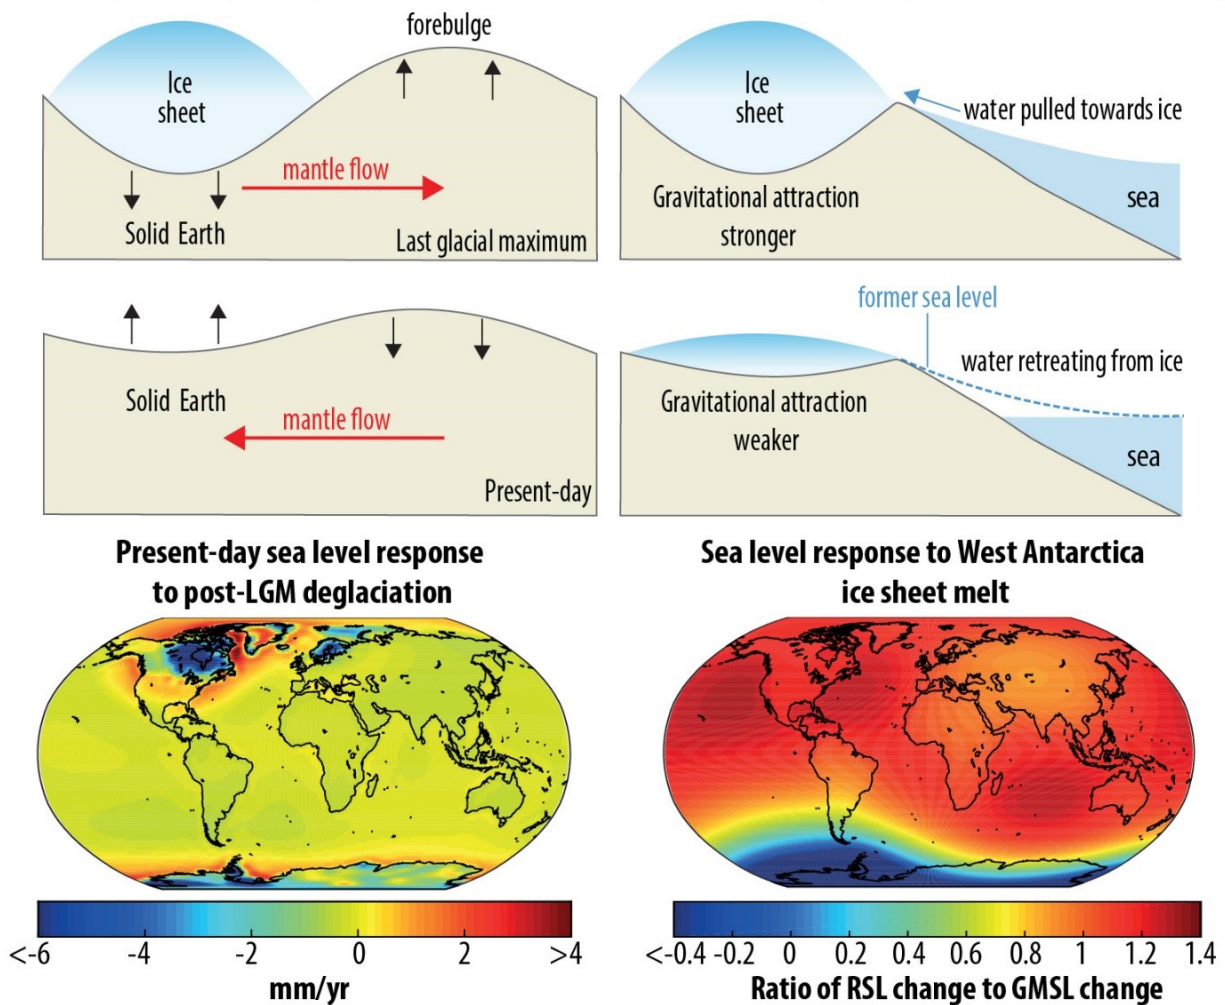 forebulge
Ice
sheet
mantle flow
Solid Earth
Last glacial maximum
Ice
sheet
water pulled towards ice
Gravitational attraction
stronger
sea
Solid Earth
mantle flow
Present-day
former sea level
water retreating from ice
Gravitational attraction
weaker
sea
Present-day sea level response
to post-LGM deglaciation
<-6 -4 -2 0 2 >4
mm/yr
Sea level response to West Antarctica
ice sheet melt
<-0.4 -0.2 0 0.2 0.4 0.6 0.8 1 1.2 1.4
Ratio of RSL change to GMSL change